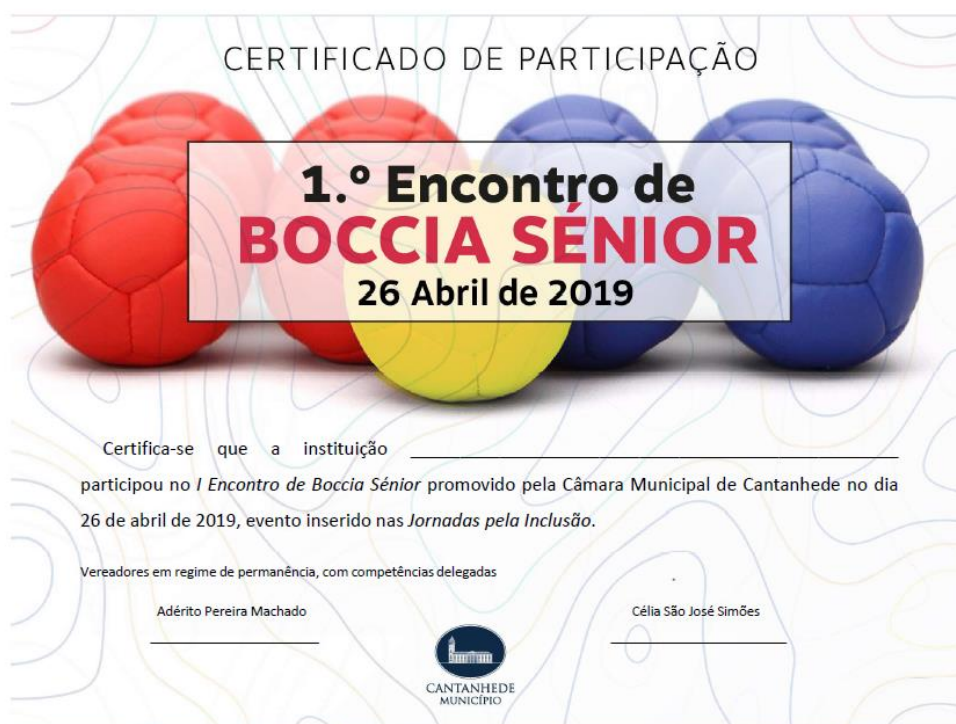 CERTIFICADO DE PARTICIPAÇÃO
1.º Encontro de
BOCCIA SÉNIOR
26 Abril de 2019
Certifica-se que a instituição ___
participou no I Encontro de Boccia Sénior promovido pela Câmara Municipal de Cantanhede no dia
26 de abril de 2019, evento inserido nas Jornadas pela Inclusão.
Vereadores em regime de permanência, com competências delegadas
Adérito Pereira Machado
Célia São José Simões
CANTANHEDE
MUNICÍPIO